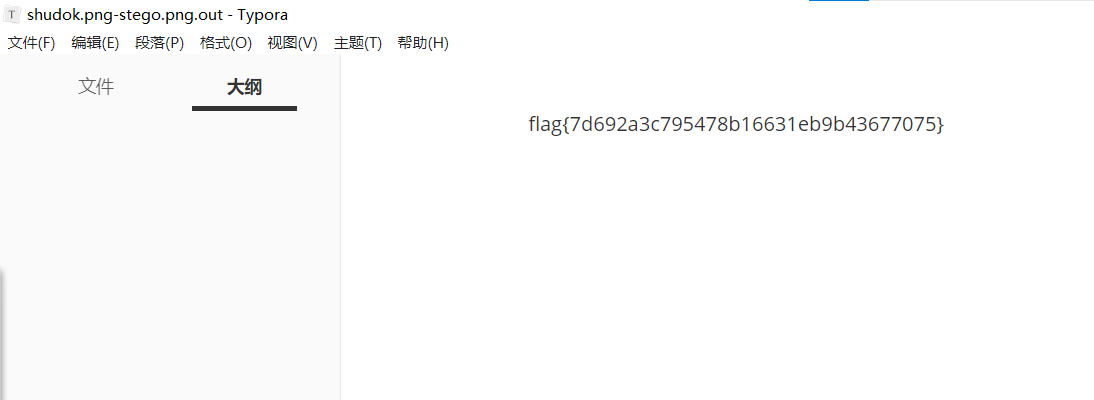 T shudok.png-stego.png.out - Typora
文件(F) 编辑(E) 段落(P) 格式(O) 视图(V) 主题(T) 帮助(H)
文件 大纲
flag{7d692a3c795478b16631eb9b43677075}